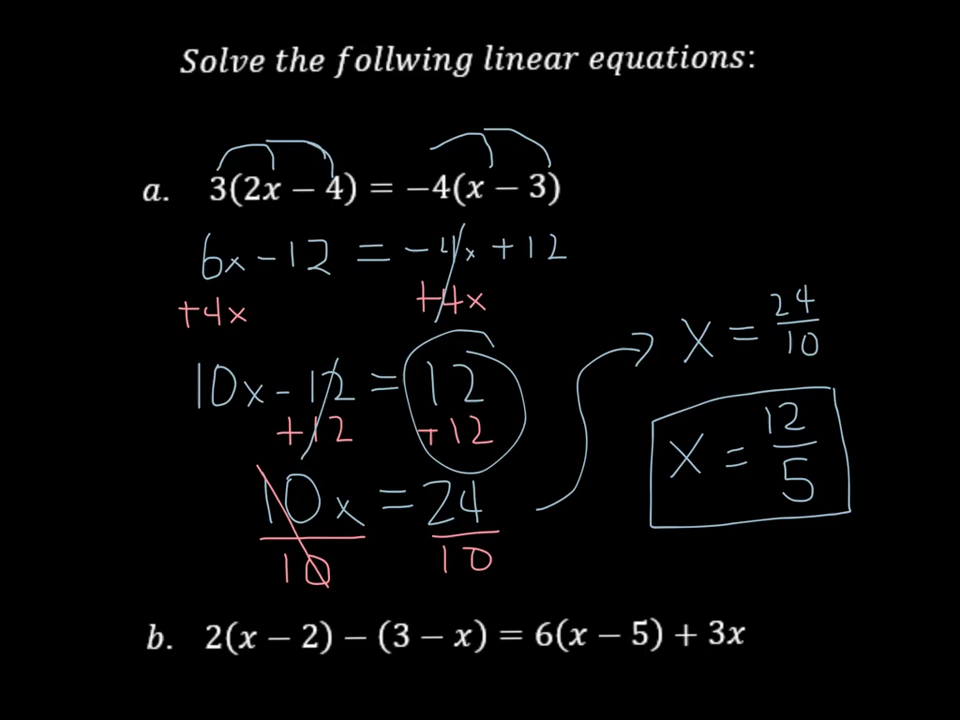 Solve the follwing linear equations:
a. 3(2x − 4) = −4(x − 3)
6x − 12 = −4x + 12
+4x +4x
10x − 12 = 12
+12 +12
10x = 24
10 10
x = 24/10
x = 12/5
b. 2(x − 2) − (3 − x) = 6(x − 5) + 3x